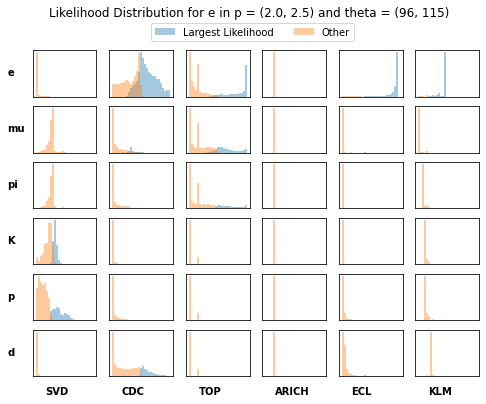 Likelihood Distribution for e in p = (2.0, 2.5) and theta = (96, 115)
Largest Likelihood Other
e
mu
pi
K
p
d
SVD CDC TOP ARICH ECL KLM